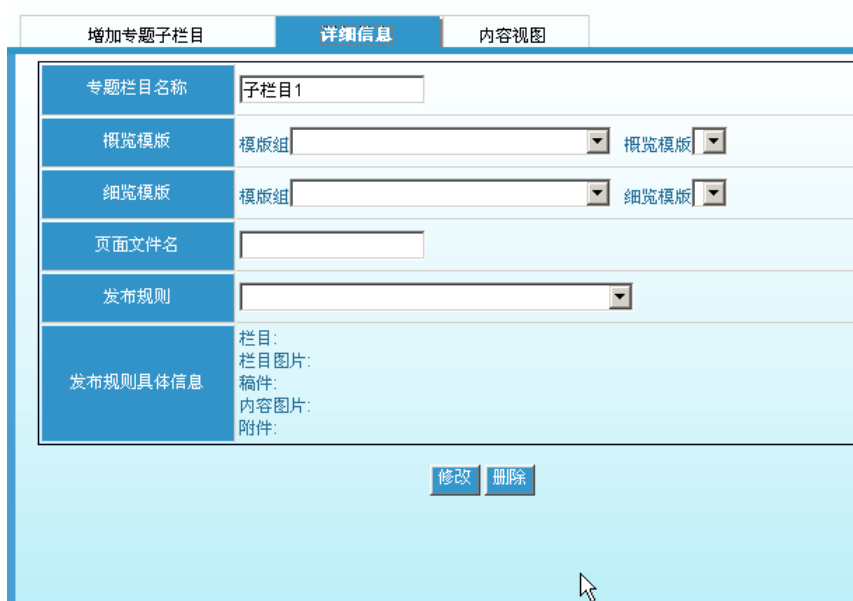 增加专题子栏目 详细信息 内容视图
专题栏目名称 子栏目1
概览模版 模版组 概览模版
细览模版 模版组 细览模版
页面文件名
发布规则
发布规则具体信息
栏目:
栏目图片:
稿件:
内容图片:
附件:
修改 删除